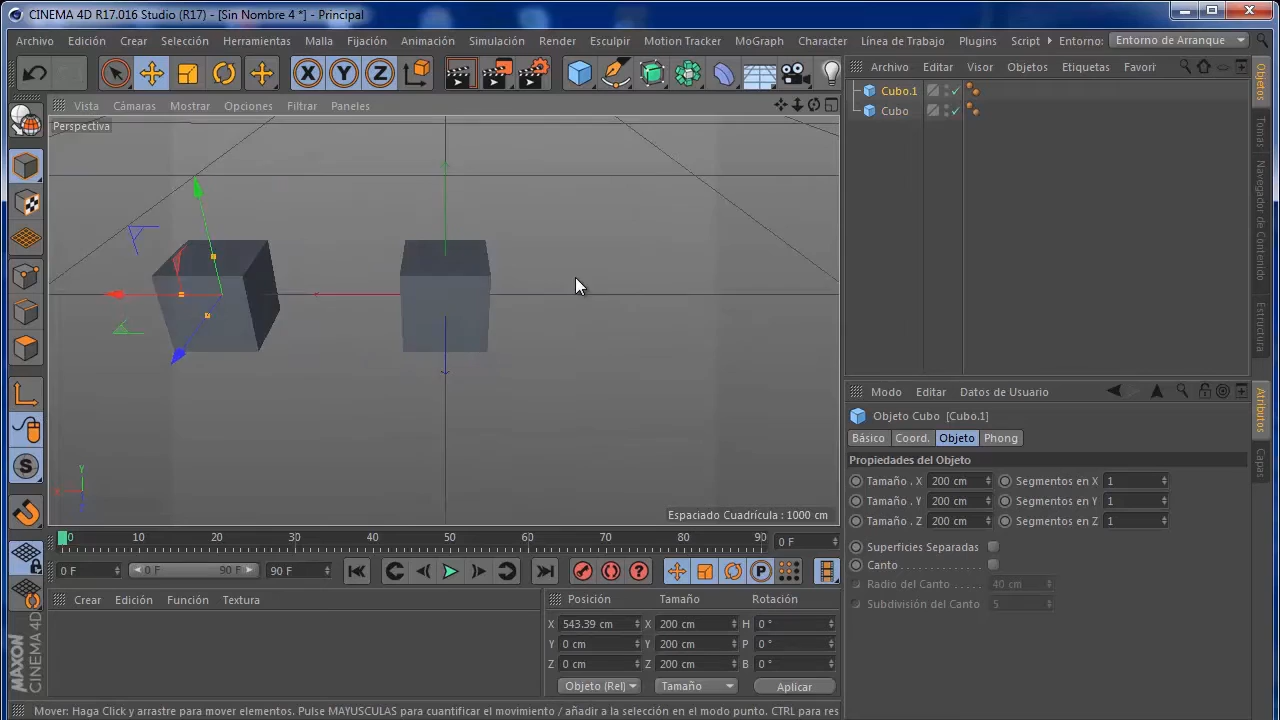 CINEMA 4D R17.016 Studio (R17) - [Sin Nombre 4 *] - Principal
Archivo Edición Crear Selección Herramientas Malla Fijación Animación Simulación Render Esculpir Motion Tracker MoGraph Character Línea de Trabajo Plugins Script Entorno: Entorno de Arranque
X Y Z
Archivo Editar Visor Objetos Etiquetas Favori
Vista Cámaras Mostrar Opciones Filtrar Paneles
Perspectiva
Cubo.1
Cubo
Objetos
Tomas
Navegador de Contenido
Estructura
Y
Espaciado Cuadrícula : 1000 cm
0 10 20 30 40 50 60 70 80 90 0 F
0 F 0 F 90 F 90 F
P
S
Crear Edición Función Textura
Posición Tamaño Rotación
X 543.39 cm X 200 cm H 0 °
Y 0 cm Y 200 cm P 0 °
Z 0 cm Z 200 cm B 0 °
Objeto (Rel) Tamaño Aplicar
MAXON
CINEMA 4D
Modo Editar Datos de Usuario
Objeto Cubo [Cubo.1]
Básico Coord. Objeto Phong
Propiedades del Objeto
Tamaño . X 200 cm Segmentos en X 1
Tamaño . Y 200 cm Segmentos en Y 1
Tamaño . Z 200 cm Segmentos en Z 1
Superficies Separadas
Canto . . . . . . . . . . . .
Radio del Canto . . . . . 40 cm
Subdivisión del Canto 5
Atributos
Capas
Mover: Haga Click y arrastre para mover elementos. Pulse MAYUSCULAS para cuantificar el movimiento / añadir a la selección en el modo punto. CTRL para res